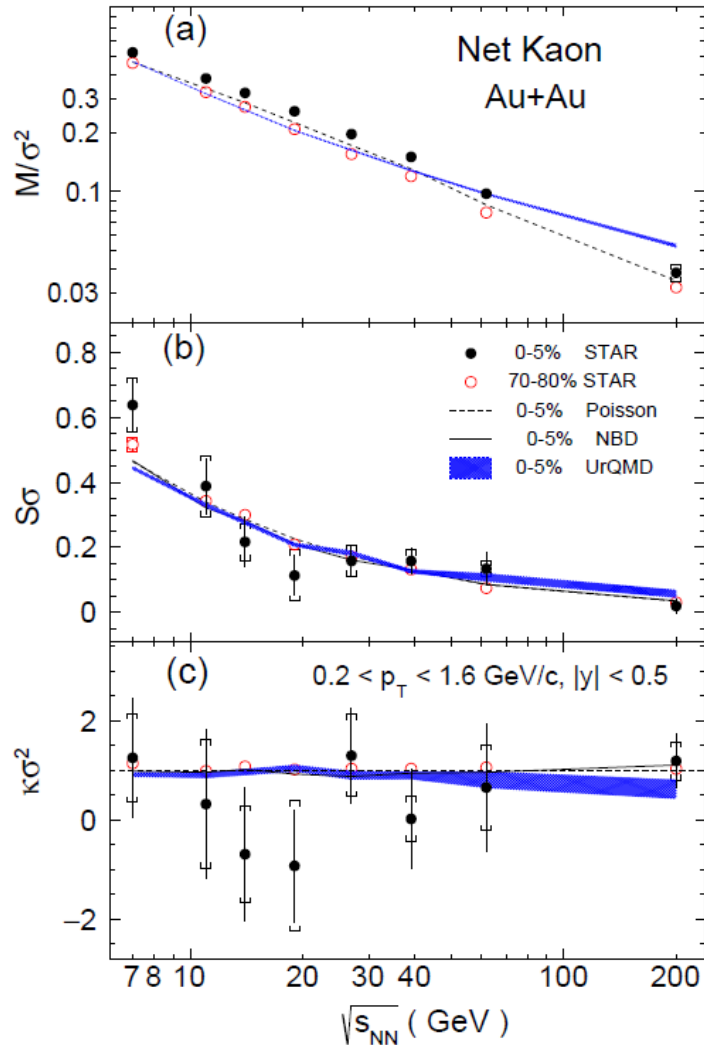 (a)
Net Kaon
Au+Au
0.3
0.2
0.1
0.03
M/σ²
(b)
0-5% STAR
70-80% STAR
0-5% Poisson
0-5% NBD
0-5% UrQMD
0.8
0.6
0.4
0.2
0
Sσ
(c)
0.2 < p_T < 1.6 GeV/c, |y| < 0.5
2
0
−2
κσ²
7 8 10 20 30 40 100 200
√s_NN ( GeV )